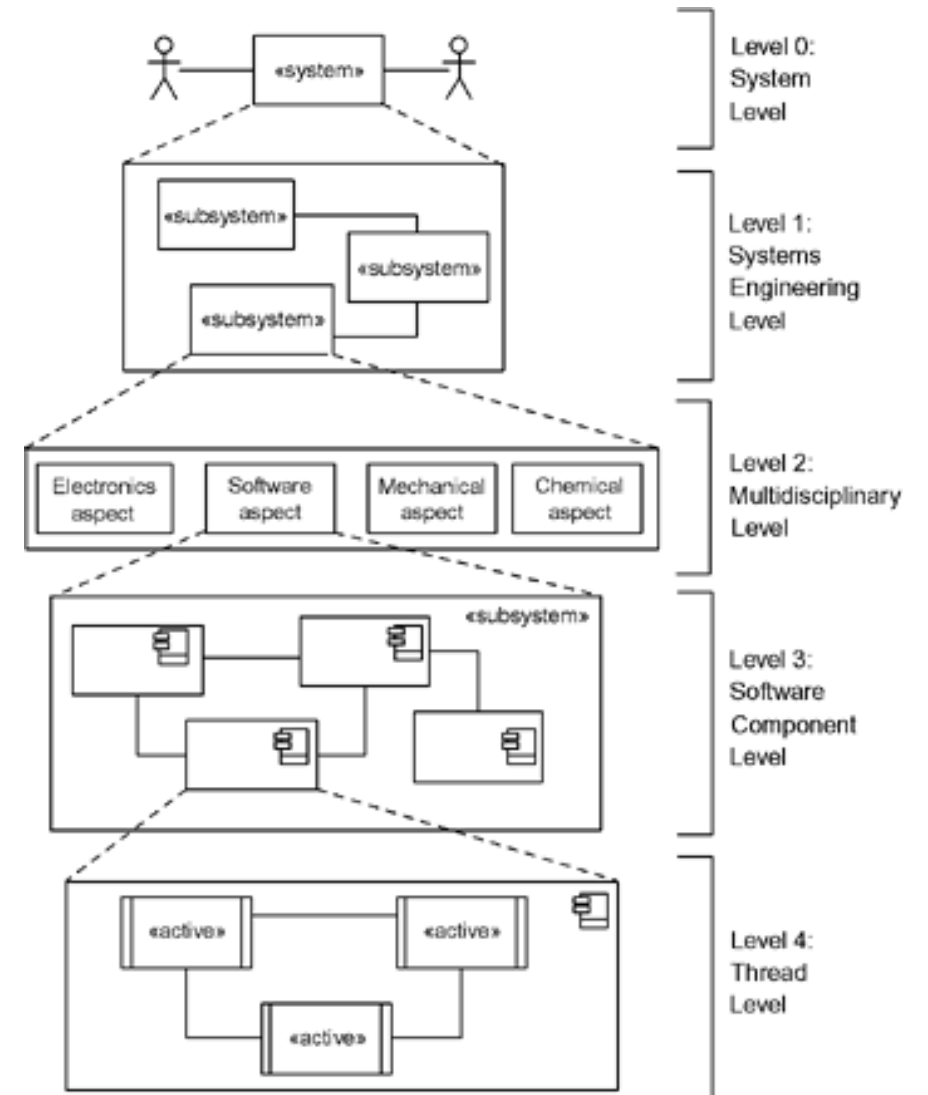 «system»
Level 0:
System
Level
«subsystem»
«subsystem»
«subsystem»
Level 1:
Systems
Engineering
Level
Electronics
aspect
Software
aspect
Mechanical
aspect
Chemical
aspect
Level 2:
Multidisciplinary
Level
«subsystem»
Level 3:
Software
Component
Level
«active»
«active»
«active»
Level 4:
Thread
Level